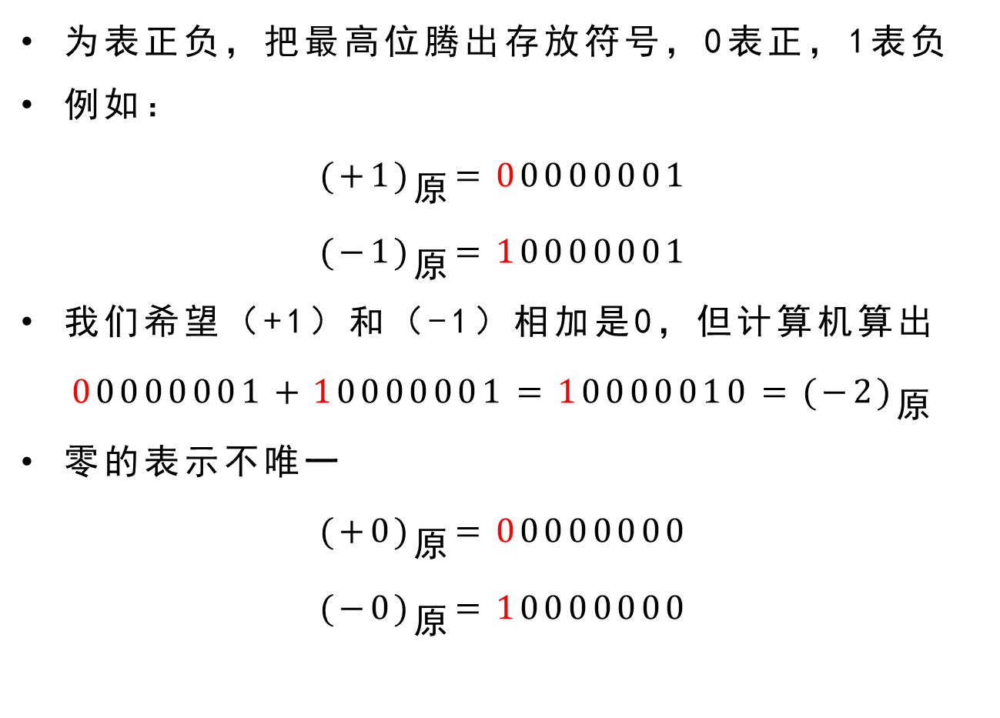 • 为表正负，把最高位腾出存放符号，0表正，1表负
• 例如：
(+1)原= 00000001
(−1)原= 10000001
• 我们希望（+1）和（-1）相加是0，但计算机算出
00000001 + 10000001 = 10000010 = (−2)原
• 零的表示不唯一
(+0)原= 00000000
(−0)原= 10000000